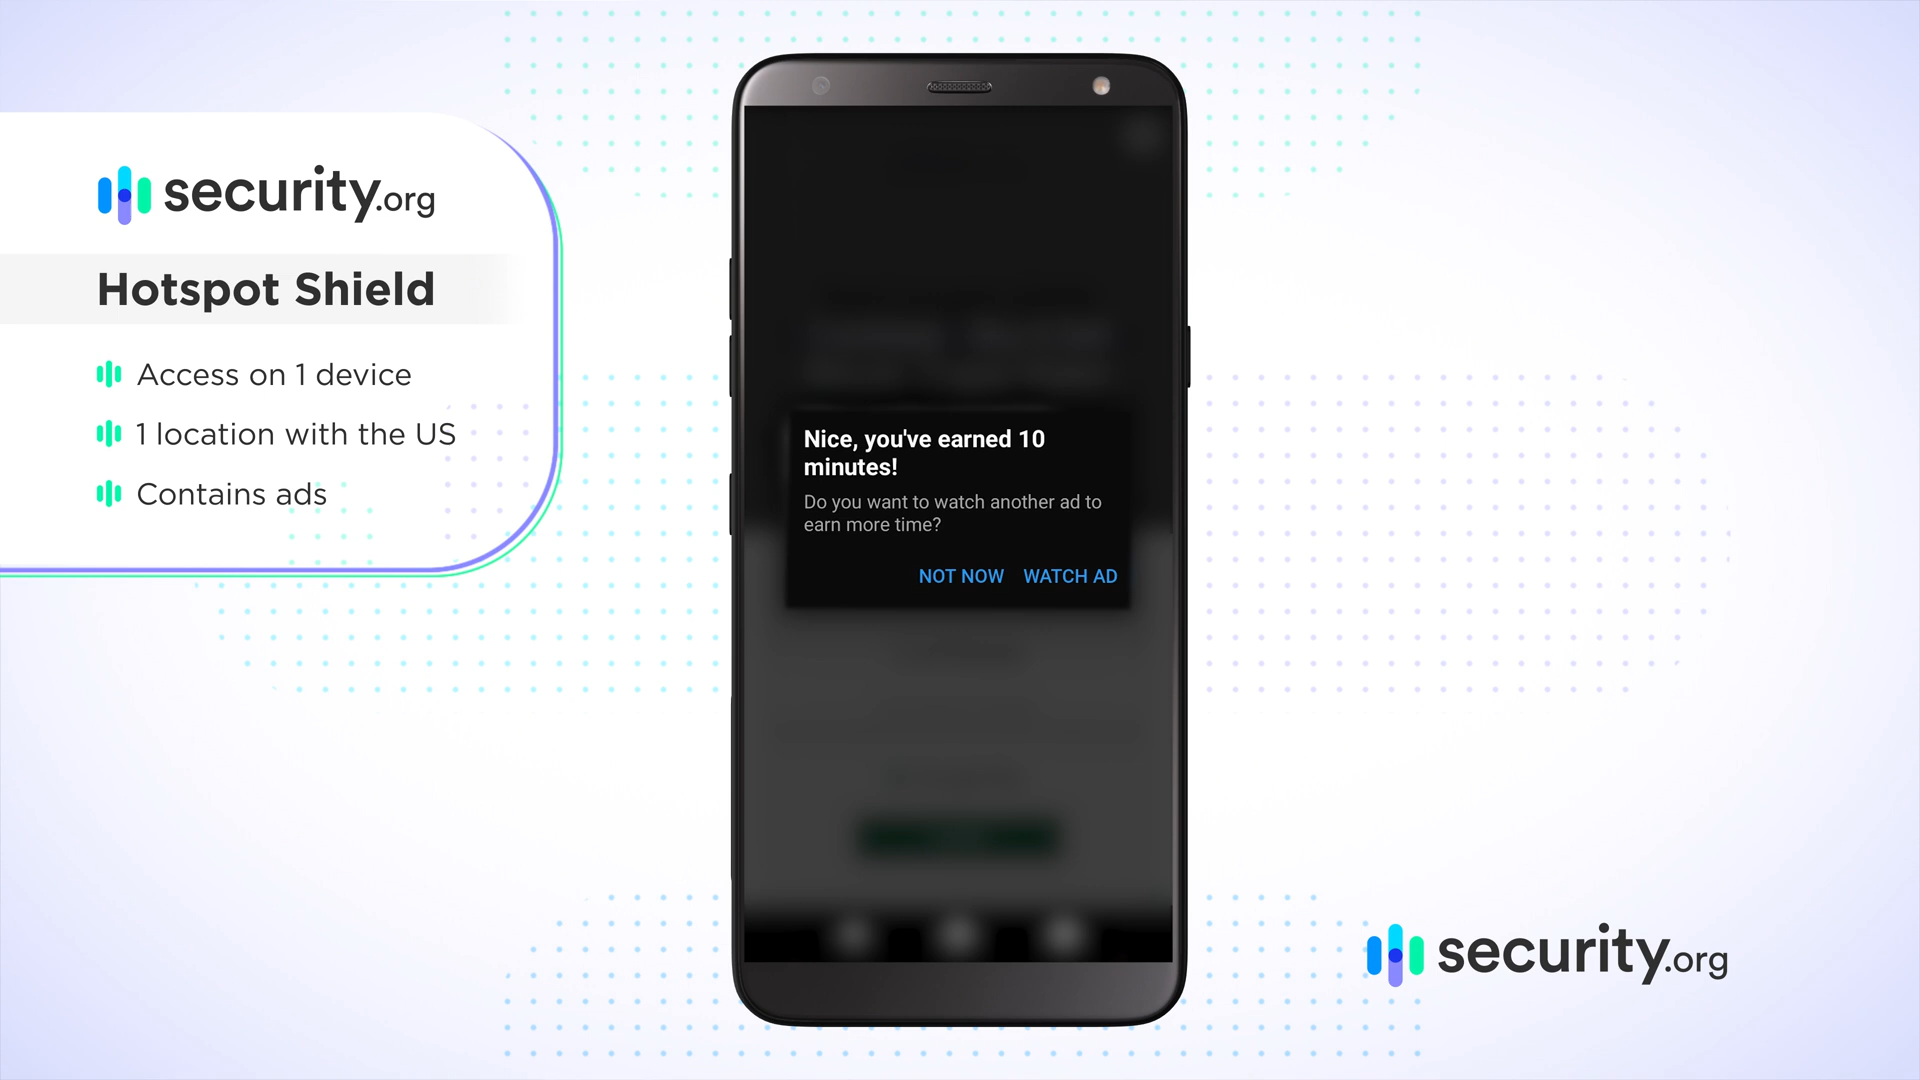 security.org
Hotspot Shield
Access on 1 device
1 location with the US
Contains ads
Nice, you've earned 10
minutes!
Do you want to watch another ad to
earn more time?
NOT NOW WATCH AD
security.org